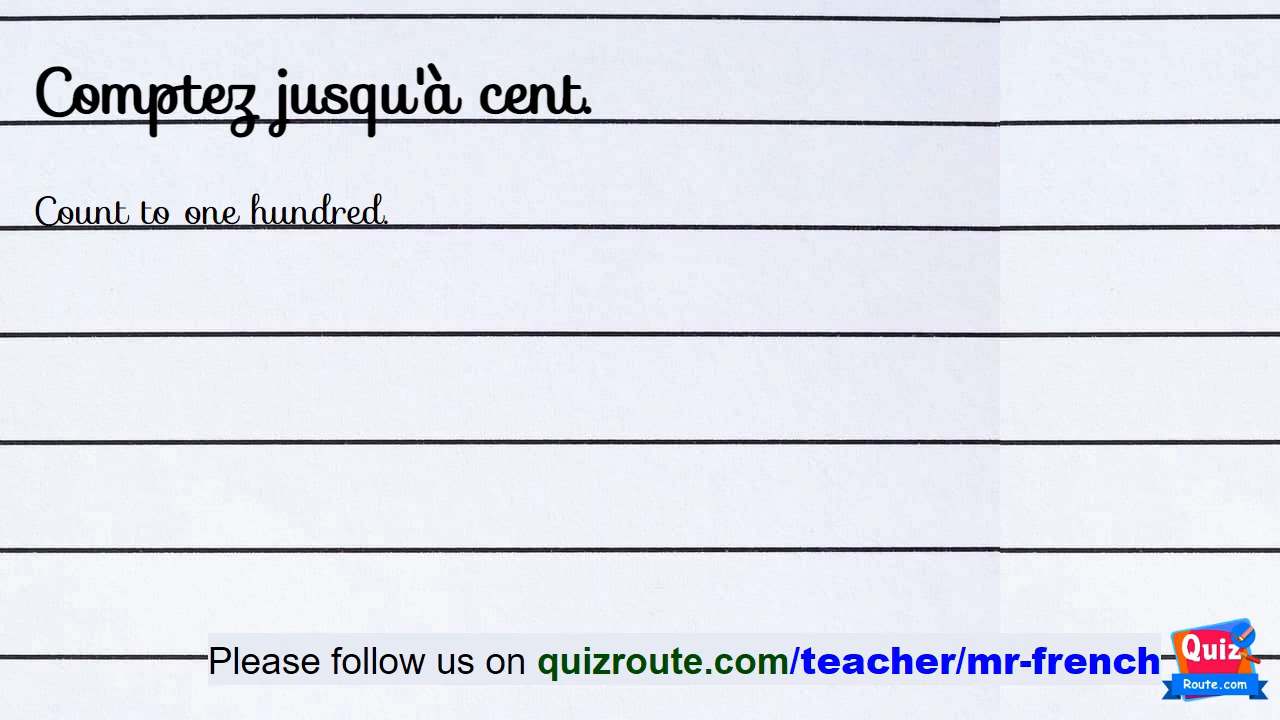 Comptez jusqu'à cent.
Count to one hundred.
Please follow us on quizroute.com/teacher/mr-french
Quiz
Route.com